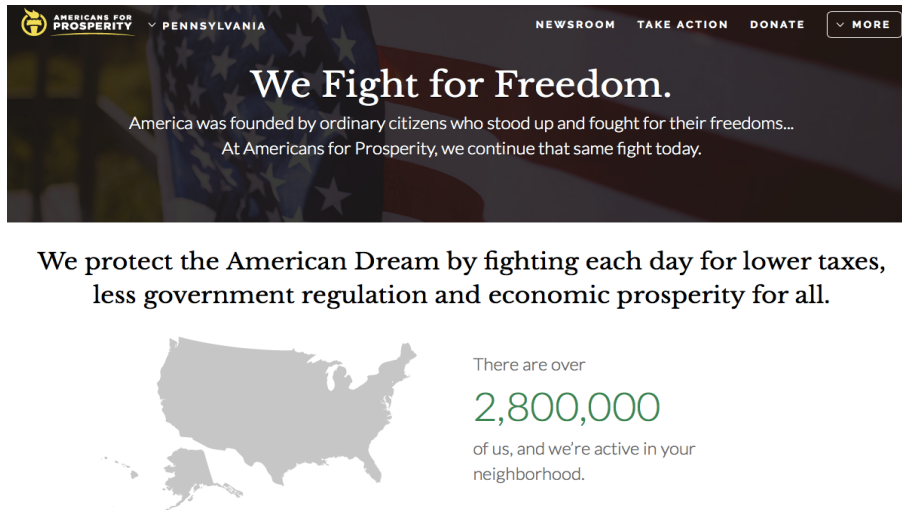 AMERICANS FOR
PROSPERITY
PENNSYLVANIA
NEWSROOM
TAKE ACTION
DONATE
MORE
We Fight for Freedom.
America was founded by ordinary citizens who stood up and fought for their freedoms...
At Americans for Prosperity, we continue that same fight today.
We protect the American Dream by fighting each day for lower taxes,
less government regulation and economic prosperity for all.
There are over
2,800,000
of us, and we're active in your
neighborhood.